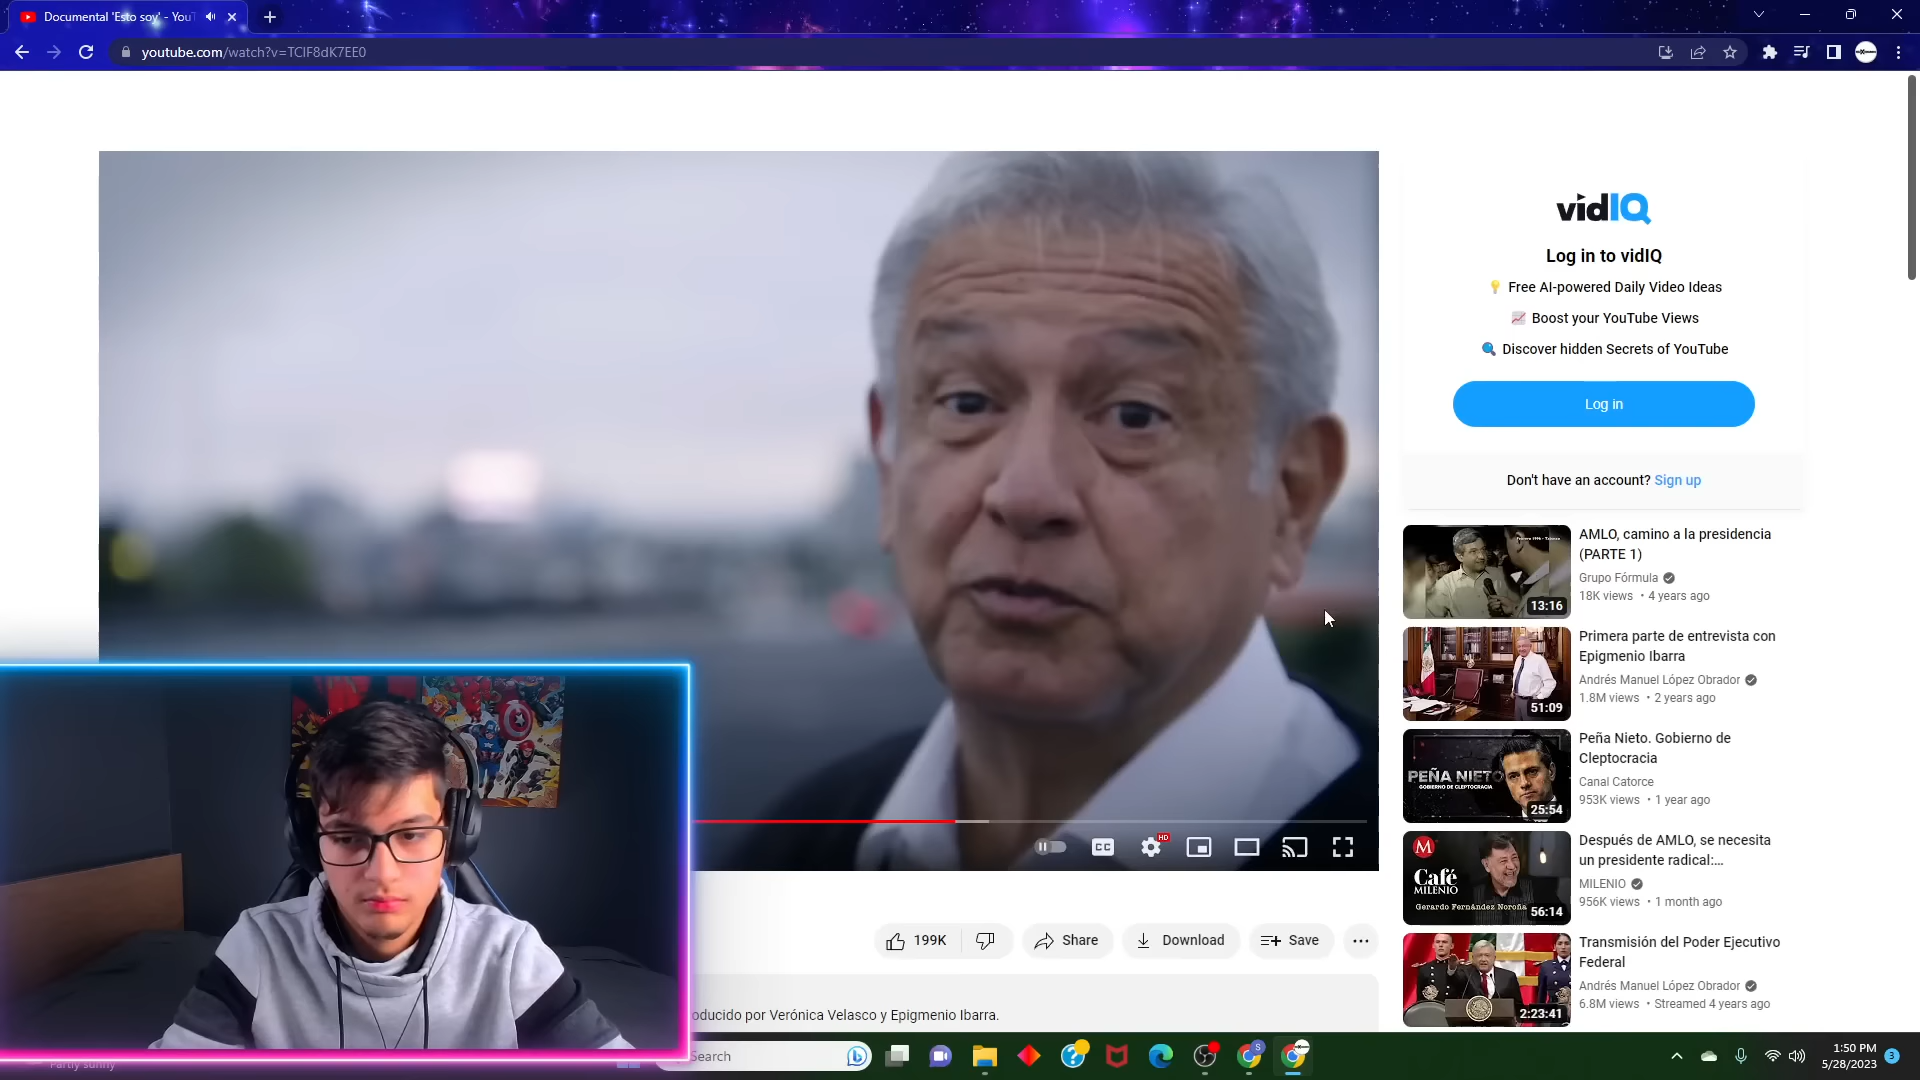 Documental 'Esto soy' - YouT
youtube.com/watch?v=TClF8dK7EE0
vidIQ
Log in to vidIQ
Free AI-powered Daily Video Ideas
Boost your YouTube Views
Discover hidden Secrets of YouTube
Log in
Don't have an account? Sign up
AMLO, camino a la presidencia
(PARTE 1)
Grupo Fórmula
18K views • 4 years ago
13:16
Primera parte de entrevista con
Epigmenio Ibarra
Andrés Manuel López Obrador
1.8M views • 2 years ago
51:09
PEÑA NIETO
GOBIERNO DE CLEPTOCRACIA
25:54
Peña Nieto. Gobierno de
Cleptocracia
Canal Catorce
953K views • 1 year ago
M
Café
MILENIO
Gerardo Fernández Noroña
56:14
Después de AMLO, se necesita
un presidente radical:...
MILENIO
956K views • 1 month ago
2:23:41
Transmisión del Poder Ejecutivo
Federal
Andrés Manuel López Obrador
6.8M views • Streamed 4 years ago
CC
HD
199K
Share
Download
Save
oducido por Verónica Velasco y Epigmenio Ibarra.
Partly sunny
Search
S
1:50 PM
5/28/2023
3